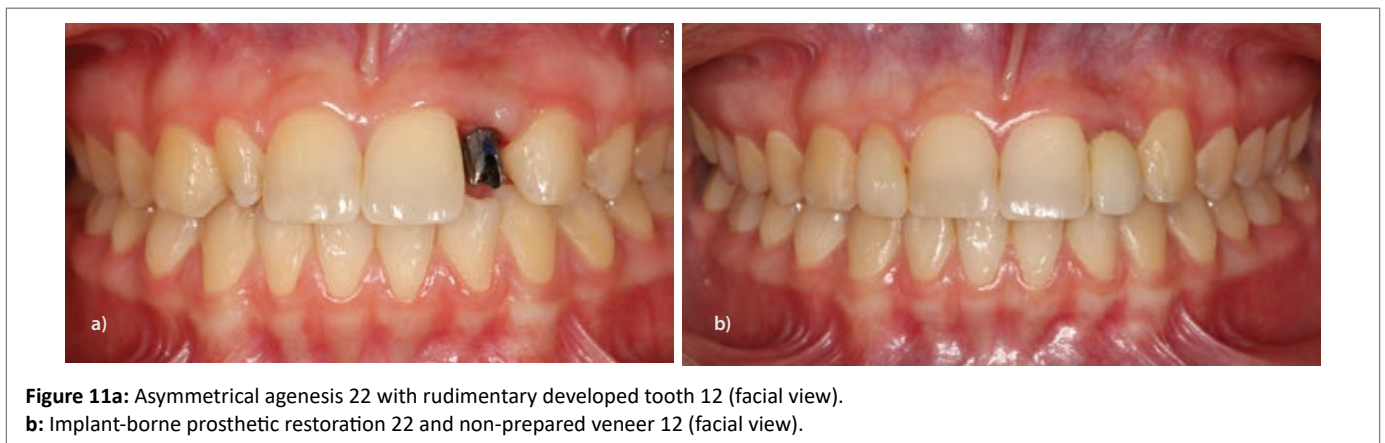 a)
b)
Figure 11a: Asymmetrical agenesis 22 with rudimentary developed tooth 12 (facial view).
b: Implant-borne prosthetic restoration 22 and non-prepared veneer 12 (facial view).